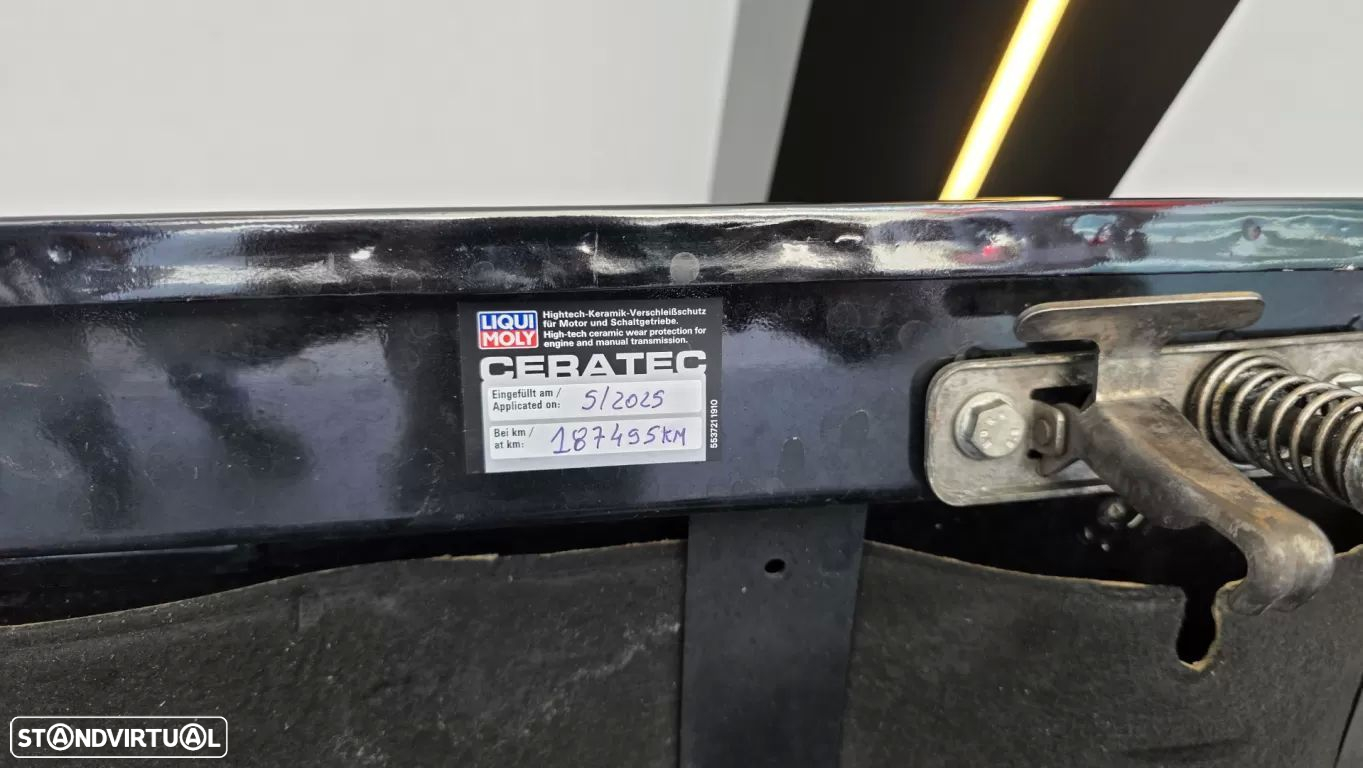 LIQUI
MOLY
Hightech-Keramik-Verschleißschutz
für Motor und Schaltgetriebe.
High-tech ceramic wear protection for
engine and manual transmission.
CERATEC
Eingefüllt am /
Applicated on: 5/2025
Bei km /
at km: 187495KM
5537211910
STANDVIRTUAL